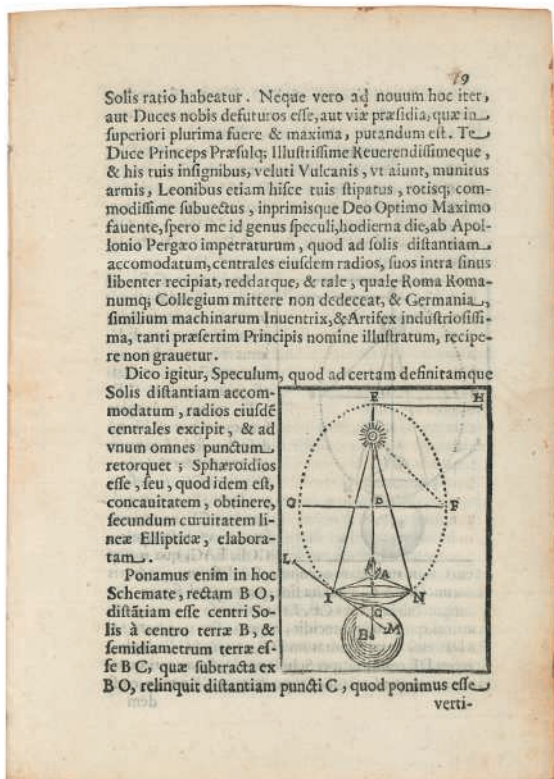 19
Solis ratio habeatur. Neque vero ad nouum hoc iter,
aut Duces nobis defuturos esse, aut viæ præsidia, quæ in
superiori plurima fuere & maxima, putandum est. Te
Duce Princeps Præsulq; Illustrissime Reuerendissimeque,
& his tuis insignibus, veluti Vulcanis, vt aiunt, munitus
armis, Leonibus etiam hisce tuis stipatus, rotisq; com-
modissime subuectus, inprimisque Deo Optimo Maximo
fauente, spero me id genus speculi, hodierna die, ab Apol-
lonio Pergæo impetraturum, quod ad solis distantiam
accomodatum, centrales eiusdem radios, suos intra sinus
libenter recipiat, reddatque, & tale, quale Roma Roma-
numq; Collegium mittere non dedeceat, & Germania,
similium machinarum Inuentrix, & Artifex industriosissi-
ma, tanti præsertim Principis nomine illustratum, recipe-
re non grauetur.
Dico igitur, Speculum, quod ad certam definitamque
Solis distantiam accom-
modatum, radios eiusdē
centrales excipit, & ad
vnum omnes punctum
retorquet; Sphæroidios
esse, seu, quod idem est,
concauitatem, obtinere,
secundum curuitatem li-
neæ Ellipticæ, elabora-
tam.
Ponamus enim in hoc
Schemate, rectam B O,
distātiam esse centri So-
lis à centro terræ B, &
semidiametrum terræ es-
se B C, quæ subtracta ex
B O, relinquit distantiam puncti C, quod ponimus esse
verti-
E
H
G
D
F
L
A
I
N
C
B
M